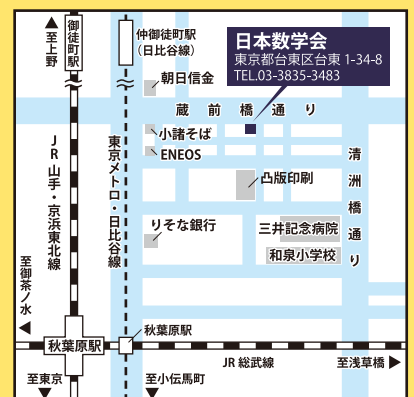 至上野
御徒町駅
仲御徒町駅
(日比谷線)
日本数学会
東京都台東区台東 1-34-8
TEL.03-3835-3483
朝日信金
蔵前橋通り
小諸そば
ENEOS
JR山手・京浜東北線
東京メトロ・日比谷線
清洲橋通り
凸版印刷
りそな銀行
三井記念病院
和泉小学校
至御茶ノ水
秋葉原駅
秋葉原駅
JR 総武線
至浅草橋
至東京
至小伝馬町